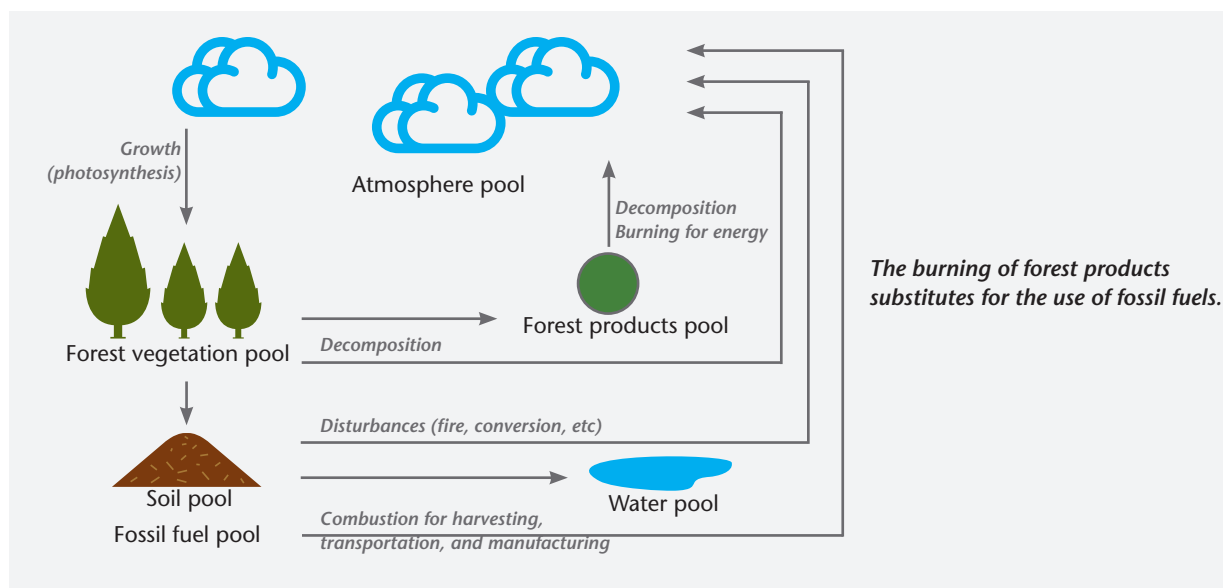 Growth
(photosynthesis)
Atmosphere pool
Decomposition
Burning for energy
The burning of forest products
substitutes for the use of fossil fuels.
Forest products pool
Forest vegetation pool
Decomposition
Disturbances (fire, conversion, etc)
Soil pool
Water pool
Fossil fuel pool
Combustion for harvesting,
transportation, and manufacturing